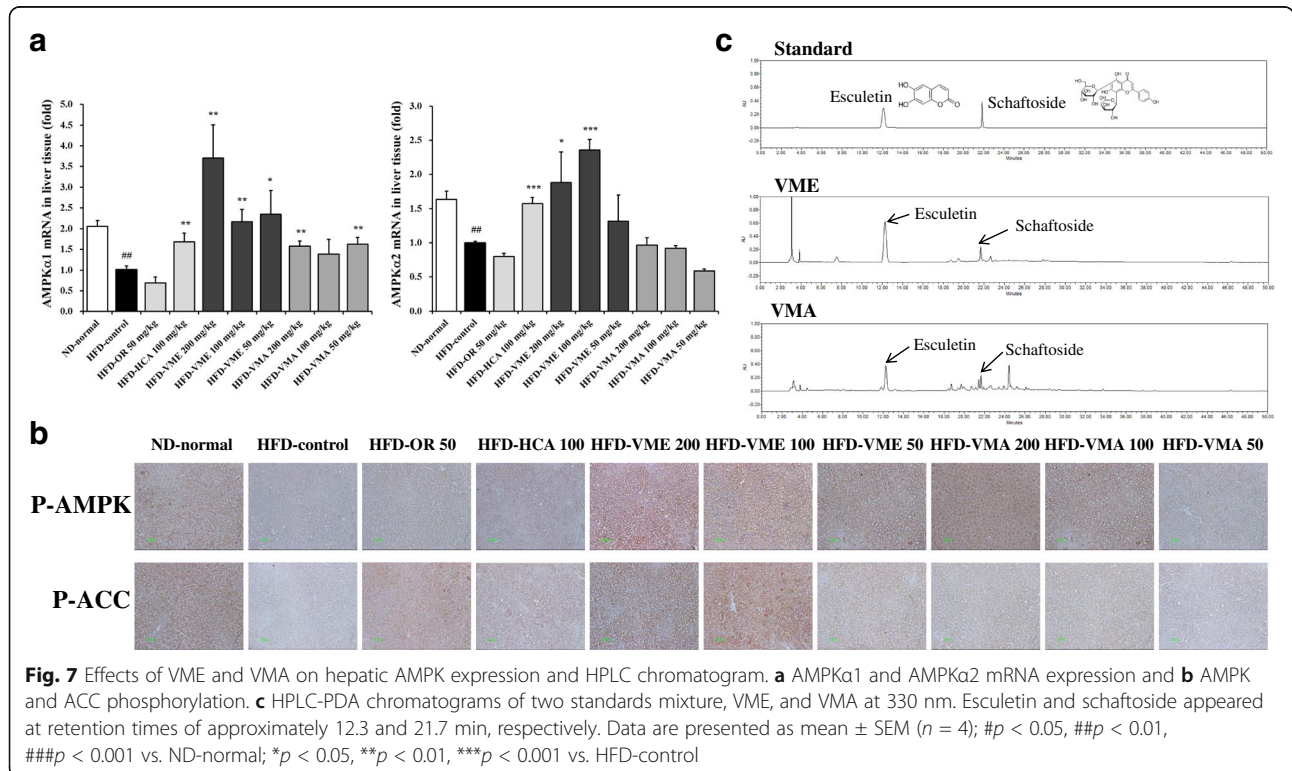 a
AMPKα1 mRNA in liver tissue (fold)
5.0
4.5
4.0
3.5
3.0
2.5
2.0
1.5
1.0
0.5
0.0
##
**
**
**
*
**
**
ND-normal
HFD-control
HFD-OR 50 mg/kg
HFD-HCA 100 mg/kg
HFD-VME 200 mg/kg
HFD-VME 100 mg/kg
HFD-VME 50 mg/kg
HFD-VMA 200 mg/kg
HFD-VMA 100 mg/kg
HFD-VMA 50 mg/kg
AMPKα2 mRNA in liver tissue (fold)
3.0
2.5
2.0
1.5
1.0
0.5
0.0
##
***
*
***
ND-normal
HFD-control
HFD-OR 50 mg/kg
HFD-HCA 100 mg/kg
HFD-VME 200 mg/kg
HFD-VME 100 mg/kg
HFD-VME 50 mg/kg
HFD-VMA 200 mg/kg
HFD-VMA 100 mg/kg
HFD-VMA 50 mg/kg
c
Standard
Esculetin
Schaftoside
Minutes
VME
Esculetin
Schaftoside
Minutes
VMA
Esculetin
Schaftoside
Minutes
b
ND-normal HFD-control HFD-OR 50 HFD-HCA 100 HFD-VME 200 HFD-VME 100 HFD-VME 50 HFD-VMA 200 HFD-VMA 100 HFD-VMA 50
P-AMPK
P-ACC
Fig. 7 Effects of VME and VMA on hepatic AMPK expression and HPLC chromatogram. a AMPKα1 and AMPKα2 mRNA expression and b AMPK
and ACC phosphorylation. c HPLC-PDA chromatograms of two standards mixture, VME, and VMA at 330 nm. Esculetin and schaftoside appeared
at retention times of approximately 12.3 and 21.7 min, respectively. Data are presented as mean ± SEM (n = 4); #p < 0.05, ##p < 0.01,
###p < 0.001 vs. ND-normal; *p < 0.05, **p < 0.01, ***p < 0.001 vs. HFD-control